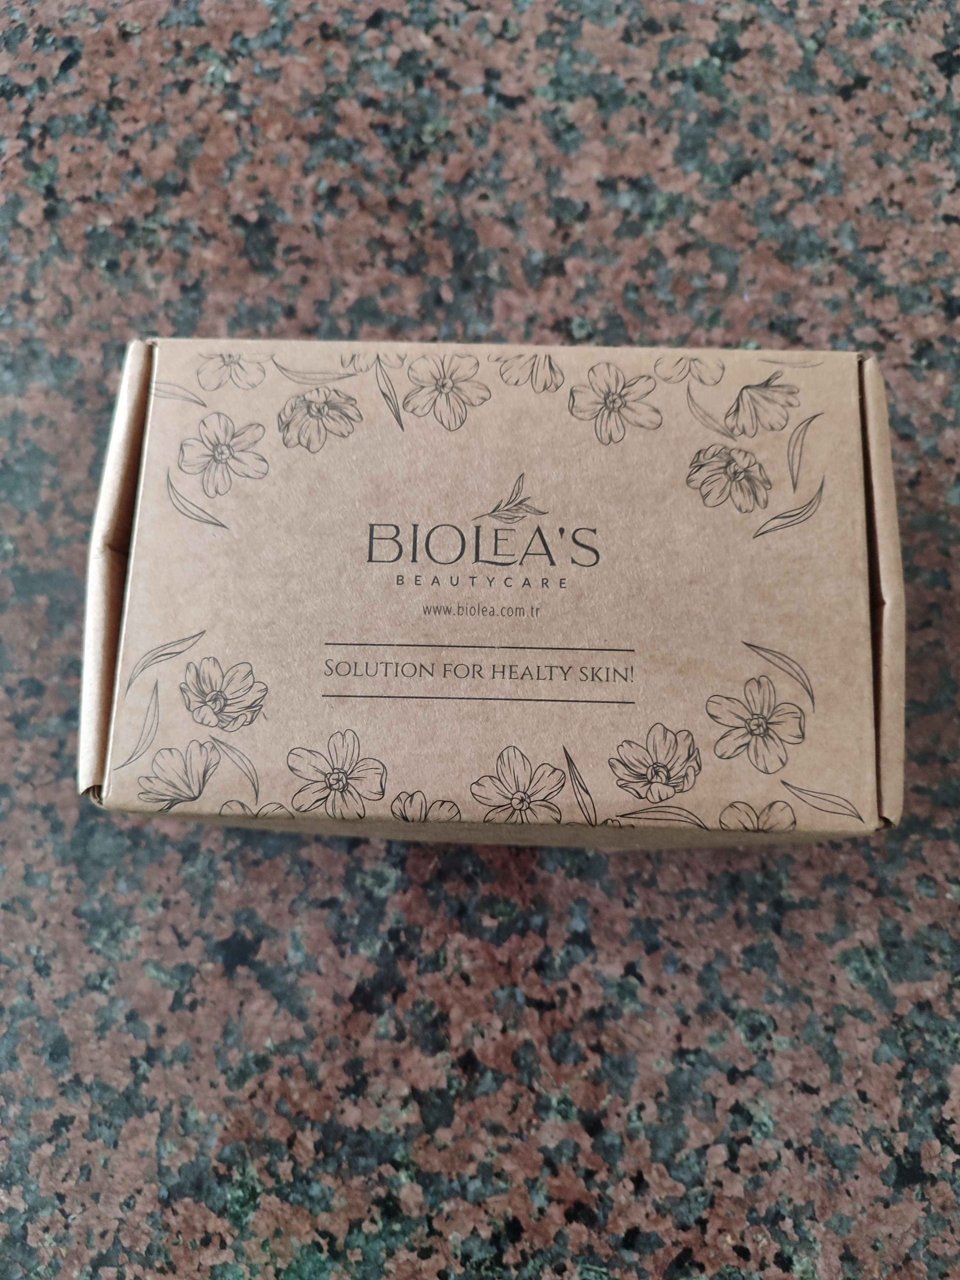 BIOLEA'S
BEAUTYCARE
www.biolea.com.tr
SOLUTION FOR HEALTY SKIN!